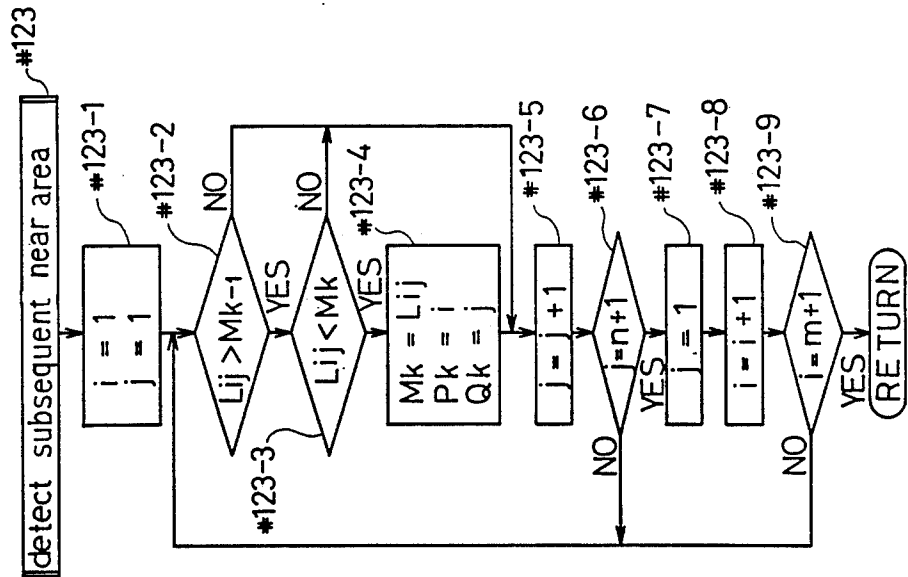 detect subsequent near area
#123
i = 1
j = 1
#123-1
Lij > Mk-1
#123-2
NO
YES
Lij < Mk
#123-3
NO
YES
Mk = Lij
Pk = i
Qk = j
#123-4
j = j + 1
#123-5
j = n+1
#123-6
NO
YES
j = 1
#123-7
i = i + 1
#123-8
i = m+1
#123-9
NO
YES
RETURN